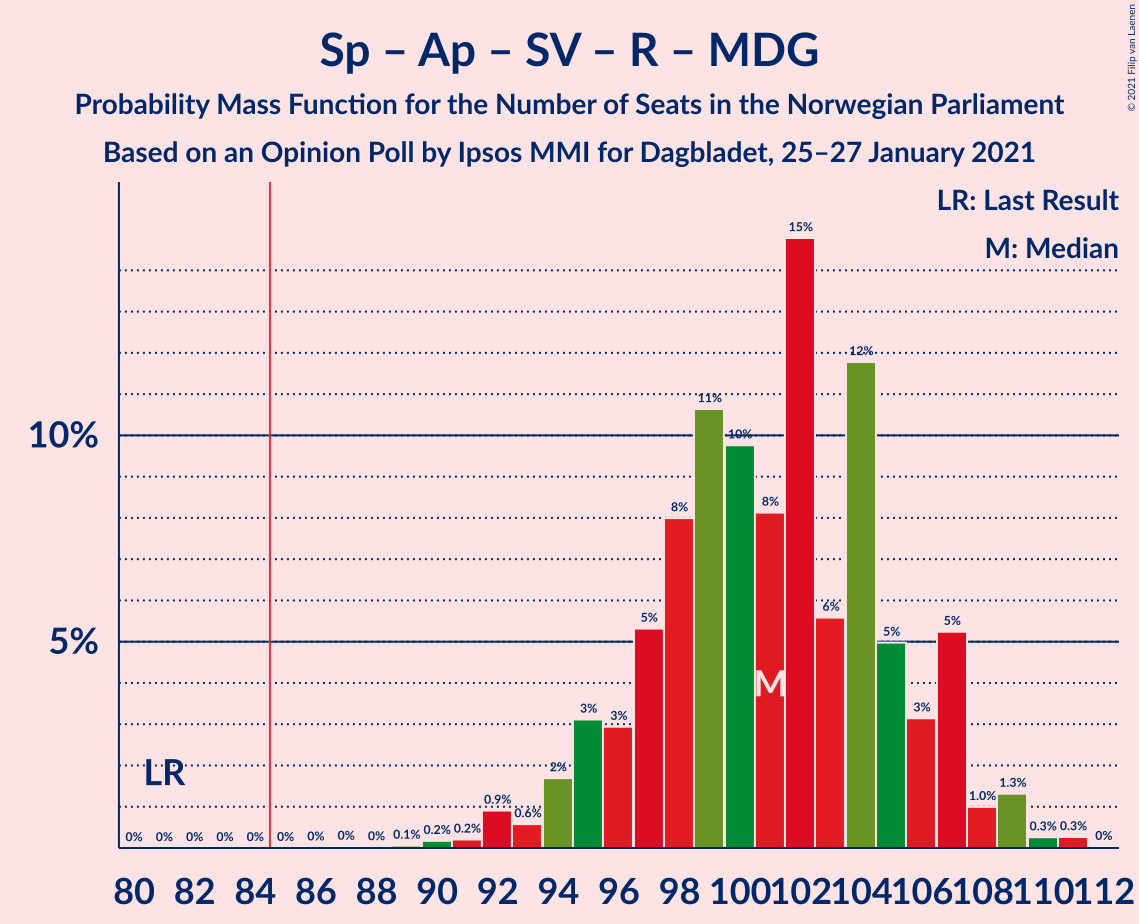 Sp – Ap – SV – R – MDG
Probability Mass Function for the Number of Seats in the Norwegian Parliament
Based on an Opinion Poll by Ipsos MMI for Dagbladet, 25–27 January 2021
© 2021 Filip van Laenen
LR: Last Result
M: Median
15%
12%
11%
10%
10%
8%
8%
6%
5%
5%
5%
5%
M
3%
3%
3%
2%
LR
1.3%
1.0%
0.9%
0.6%
0% 0% 0% 0% 0% 0% 0% 0% 0% 0.1% 0.2% 0.2% 0.3% 0.3% 0%
80 82 84 86 88 90 92 94 96 98 100 102 104 106 108 110 112